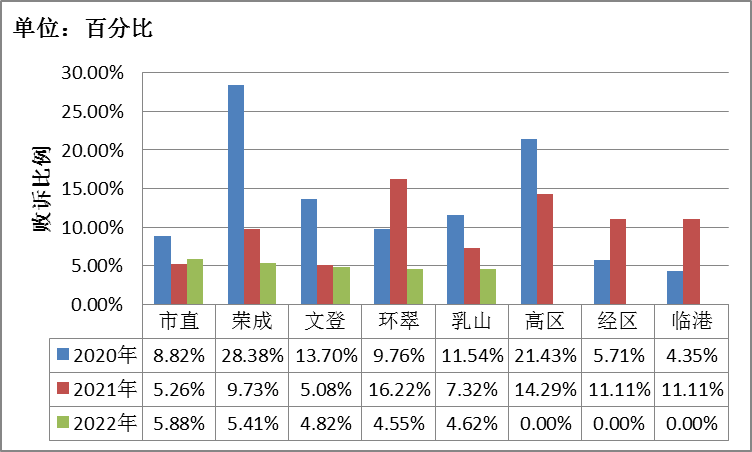 单位：百分比
败诉比例
30.00%
25.00%
20.00%
15.00%
10.00%
5.00%
0.00%
市直 荣成 文登 环翠 乳山 高区 经区 临港
2020年 8.82% 28.38% 13.70% 9.76% 11.54% 21.43% 5.71% 4.35%
2021年 5.26% 9.73% 5.08% 16.22% 7.32% 14.29% 11.11% 11.11%
2022年 5.88% 5.41% 4.82% 4.55% 4.62% 0.00% 0.00% 0.00%